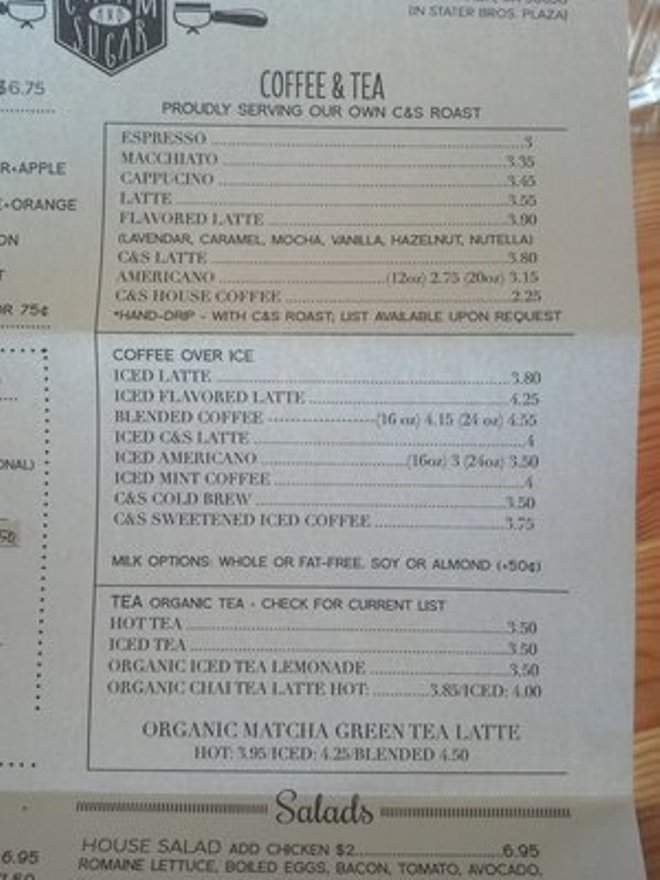 AND
SUGAR
(IN STATER BROS. PLAZA)
$6.75
COFFEE & TEA
PROUDLY SERVING OUR OWN C&S ROAST
ESPRESSO 3
MACCHIATO 3.35
R•APPLE
CAPPUCINO 3.45
LATTE 3.55
•ORANGE
FLAVORED LATTE 3.90
ON
(LAVENDAR, CARAMEL, MOCHA, VANILLA, HAZELNUT, NUTELLA)
C&S LATTE 3.80
T
AMERICANO (12oz) 2.75 (20oz) 3.15
C&S HOUSE COFFEE 2.25
OR 75¢
*HAND-DRIP - WITH C&S ROAST; LIST AVAILABLE UPON REQUEST
COFFEE OVER ICE
ICED LATTE 3.80
ICED FLAVORED LATTE 4.25
BLENDED COFFEE (16 oz) 4.15 (24 oz) 4.55
ICED C&S LATTE 4
ONAL)
ICED AMERICANO (16oz) 3 (24oz) 3.50
ICED MINT COFFEE 4
C&S COLD BREW 3.50
C&S SWEETENED ICED COFFEE 3.75
MILK OPTIONS: WHOLE OR FAT-FREE, SOY OR ALMOND (+50¢)
TEA ORGANIC TEA - CHECK FOR CURRENT LIST
HOT TEA 3.50
ICED TEA 3.50
ORGANIC ICED TEA LEMONADE 3.50
ORGANIC CHAI TEA LATTE HOT: 3.85/ICED: 4.00
ORGANIC MATCHA GREEN TEA LATTE
HOT: 3.95/ICED: 4.25/BLENDED 4.50
Salads
HOUSE SALAD ADD CHICKEN $2 6.95
6.95
ROMAINE LETTUCE, BOILED EGGS, BACON, TOMATO, AVOCADO,